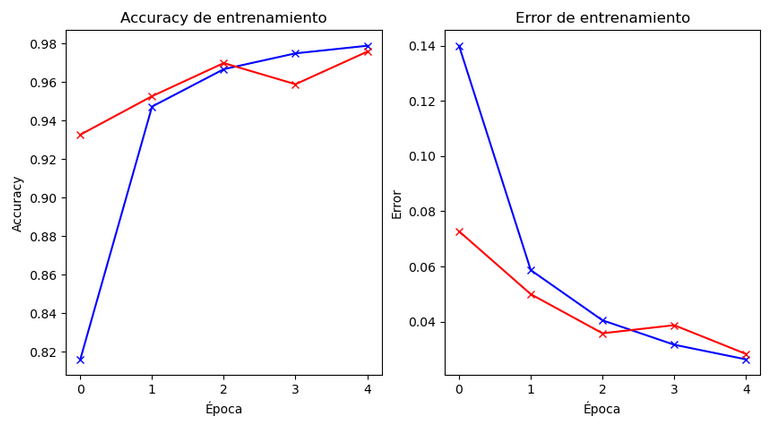 Accuracy de entrenamiento
Accuracy
0.98
0.96
0.94
0.92
0.90
0.88
0.86
0.84
0.82
0 1 2 3 4
Época
Error de entrenamiento
Error
0.14
0.12
0.10
0.08
0.06
0.04
0 1 2 3 4
Época